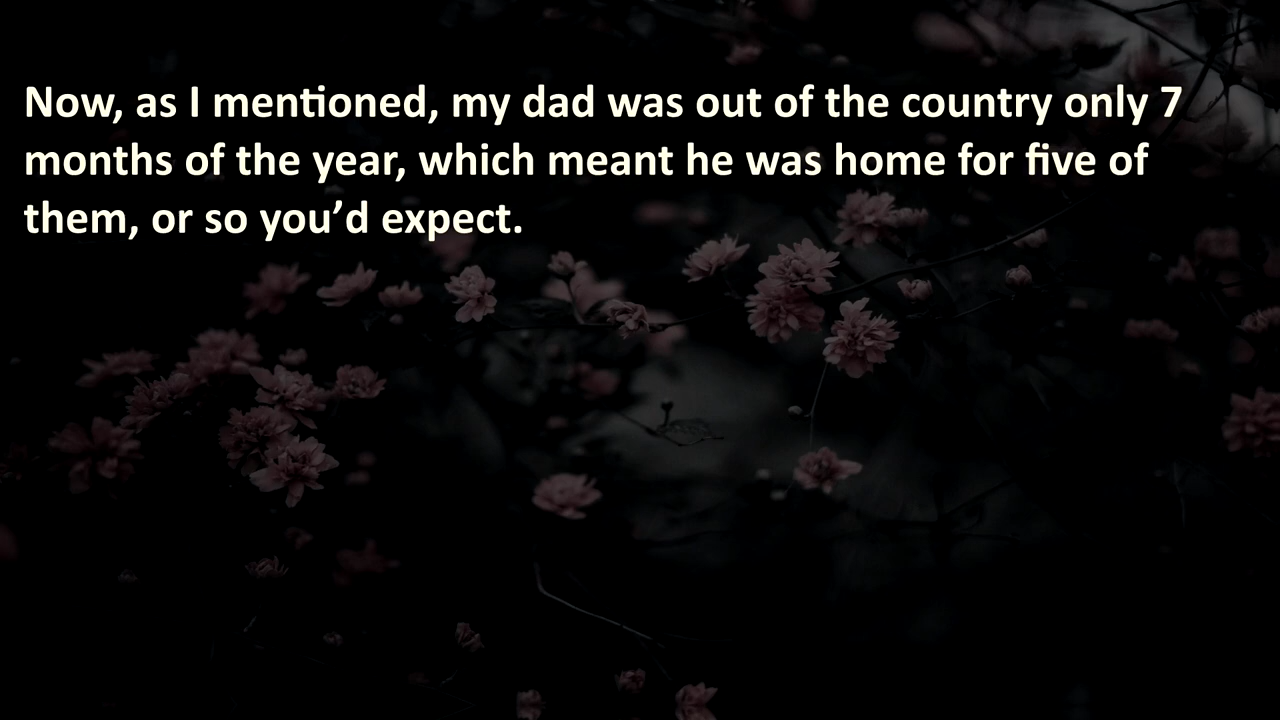 Now, as I mentioned, my dad was out of the country only 7
months of the year, which meant he was home for five of
them, or so you’d expect.